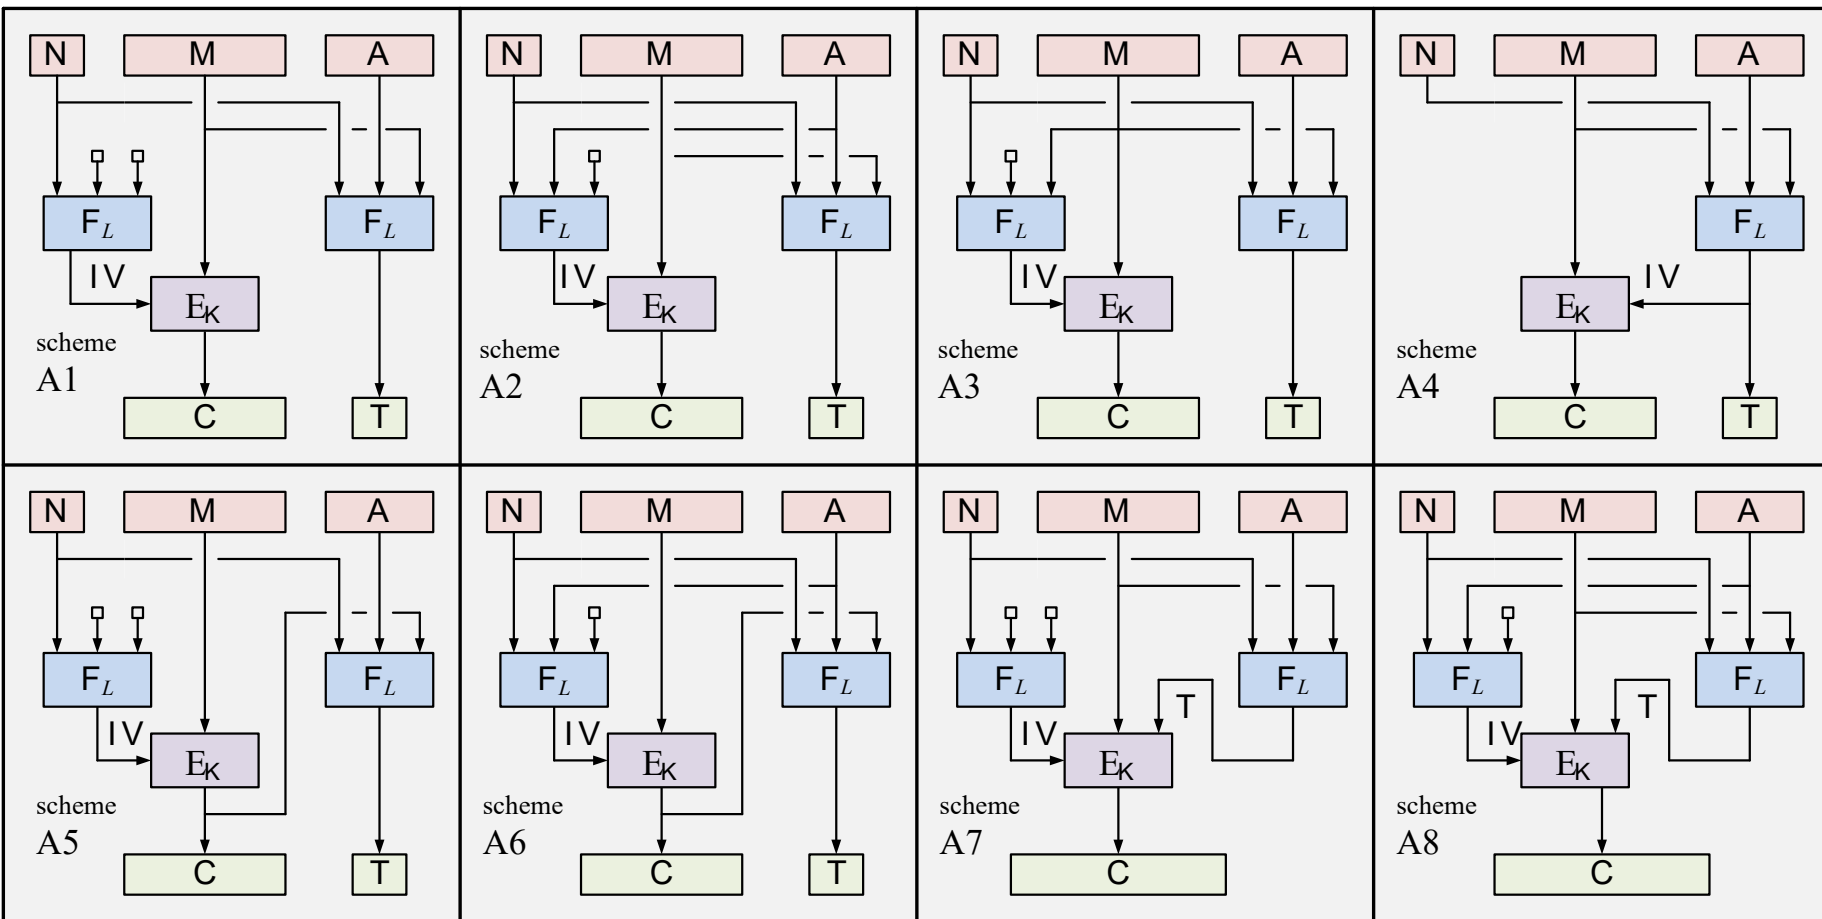 N M A N M A N M A N M A
F_L F_L F_L F_L F_L F_L F_L
IV IV IV IV
E_K E_K E_K E_K
scheme scheme scheme scheme
A1 A2 A3 A4
C T C T C T C T
N M A N M A N M A N M A
F_L F_L F_L F_L F_L F_L F_L F_L
IV IV IV T IV T
E_K E_K E_K E_K
scheme scheme scheme scheme
A5 A6 A7 A8
C T C T C C